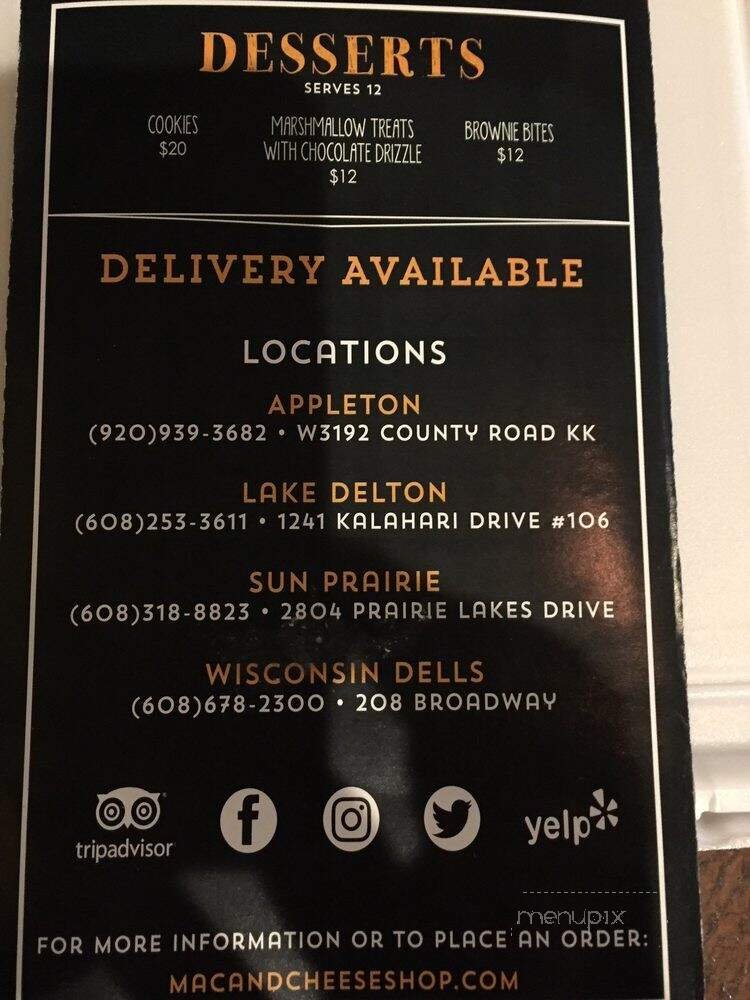 DESSERTS
SERVES 12
COOKIES
$20
MARSHMALLOW TREATS
WITH CHOCOLATE DRIZZLE
$12
BROWNIE BITES
$12
DELIVERY AVAILABLE
LOCATIONS
APPLETON
(920)939-3682 • W3192 COUNTY ROAD KK
LAKE DELTON
(608)253-3611 • 1241 KALAHARI DRIVE #106
SUN PRAIRIE
(608)318-8823 • 2804 PRAIRIE LAKES DRIVE
WISCONSIN DELLS
(608)678-2300 • 208 BROADWAY
tripadvisor
yelp
menupix
FOR MORE INFORMATION OR TO PLACE AN ORDER:
MACANDCHEESESHOP.COM